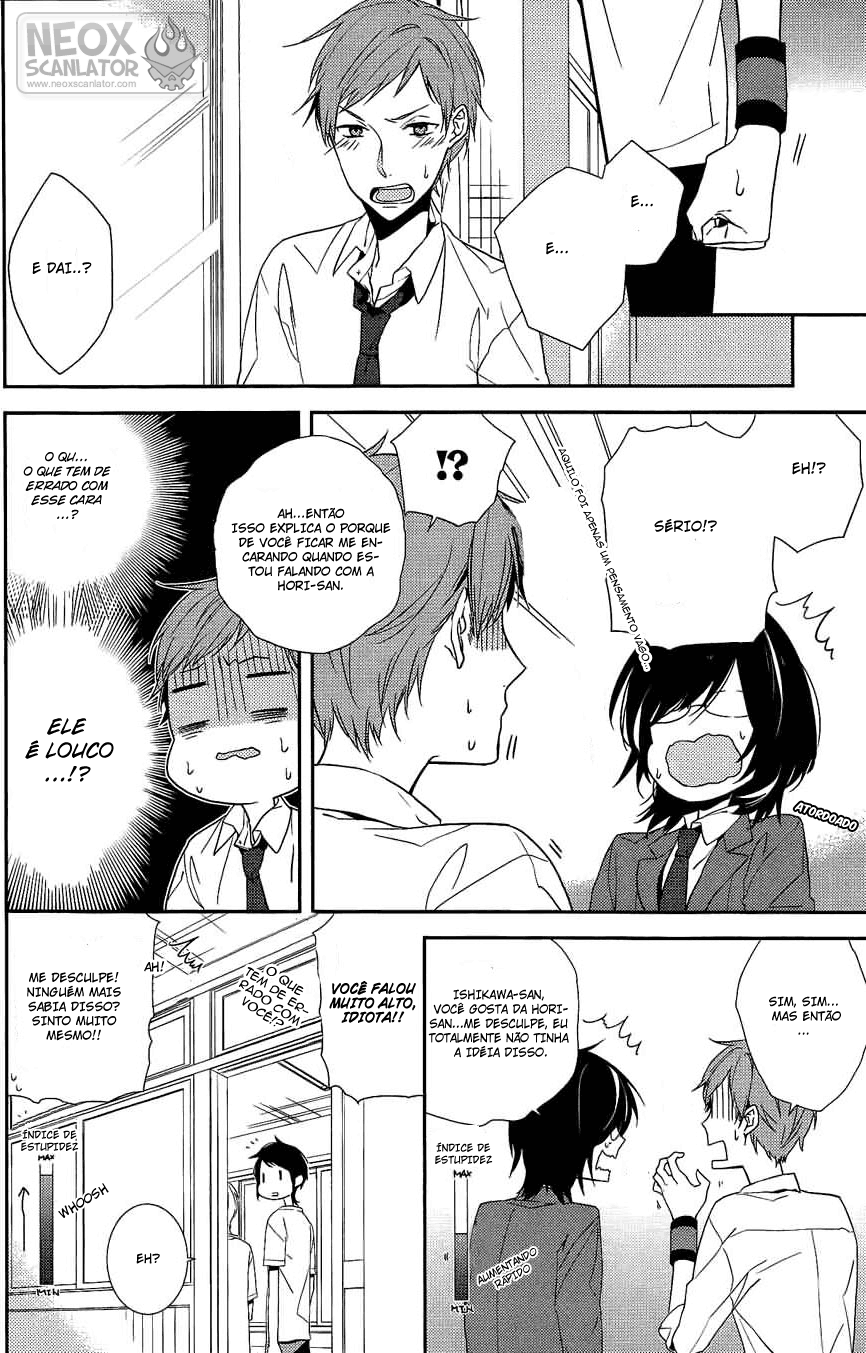 NEOX
SCANLATOR
www.neoxscanlator.com
E...
E...
E DAI..?
EH!?
SÉRIO!?
AQUILO FOI APENAS UM PENSAMENTO VAGO...
ATORDOADO
!?
AH...ENTÃO
ISSO EXPLICA O PORQUE
DE VOCÊ FICAR ME EN-
CARANDO QUANDO ES-
TOU FALANDO COM A
HORI-SAN.
O QU...
O QUE TEM DE
ERRADO COM
ESSE CARA
...?
ELE
É LOUCO
...!?
SIM, SIM...
MAS ENTÃO
...
ISHIKAWA-SAN,
VOCÊ GOSTA DA HORI-
SAN...ME DESCULPE, EU
TOTALMENTE NÃO TINHA
A IDÉIA DISSO.
ÍNDICE DE
ESTUPIDEZ
MAX
MIN
AUMENTANDO
RAPIDO
VOCÊ FALOU
MUITO ALTO,
IDIOTA!!
O QUE
TEM DE ER-
RADO COM
VOCÊ!?
AH!
ME DESCULPE!
NINGUÉM MAIS
SABIA DISSO?
SINTO MUITO
MESMO!!
ÍNDICE DE
ESTUPIDEZ
MAX
MIN
WHOOSH
EH?